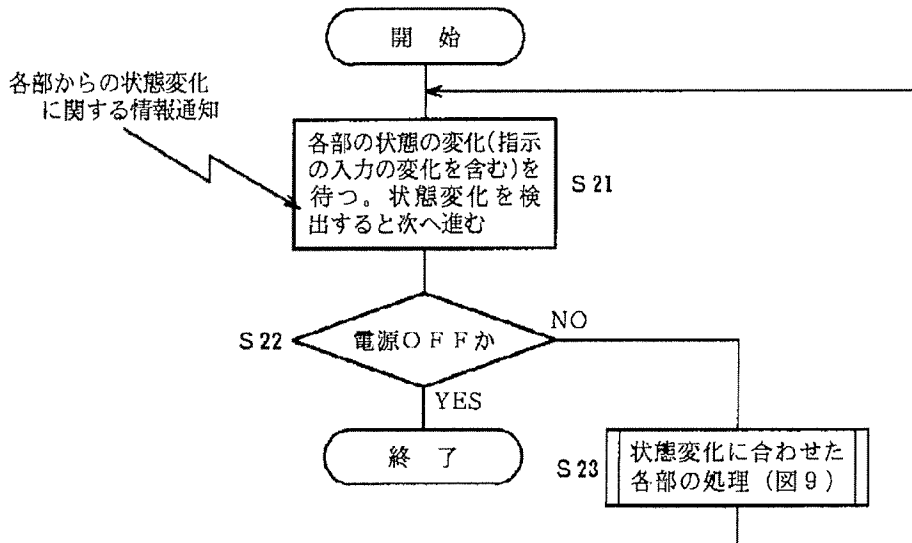 開 始
各部からの状態変化
に関する情報通知
各部の状態の変化(指示
の入力の変化を含む)を
待つ。状態変化を検
出すると次へ進む
S21
S22
電源OFFか
NO
YES
終 了
S23
状態変化に合わせた
各部の処理(図9)